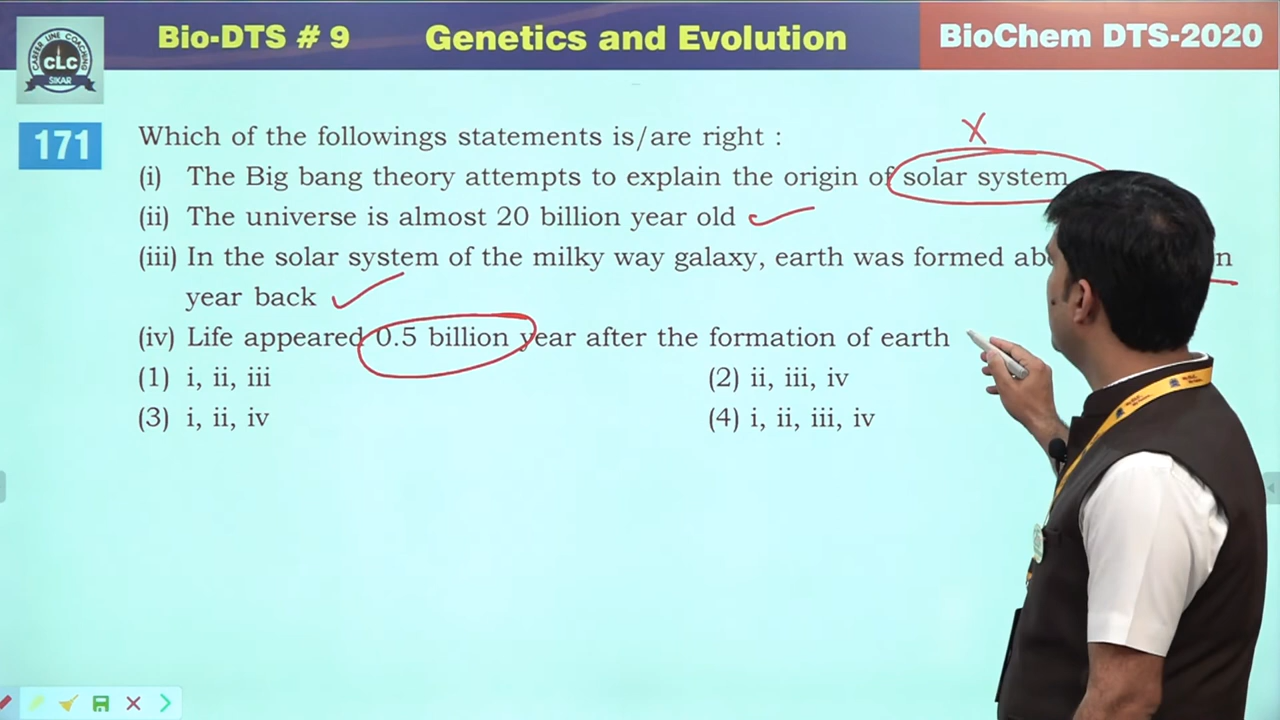 Bio-DTS # 9 Genetics and Evolution BioChem DTS-2020
CAREER LINE COACHING
CLC
SIKAR
171 Which of the followings statements is/are right :
(i) The Big bang theory attempts to explain the origin of solar system
(ii) The universe is almost 20 billion year old
(iii) In the solar system of the milky way galaxy, earth was formed
year back
(iv) Life appeared 0.5 billion year after the formation of earth
(1) i, ii, iii (2) ii, iii, iv
(3) i, ii, iv (4) i, ii, iii, iv